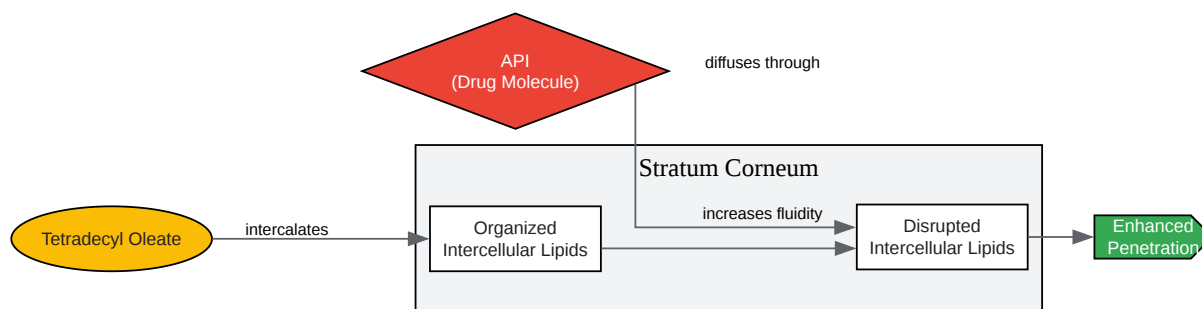 API
(Drug Molecule)
diffuses through
Stratum Corneum
Tetradecyl Oleate
intercalates
Organized
Intercellular Lipids
increases fluidity
Disrupted
Intercellular Lipids
Enhanced
Penetration